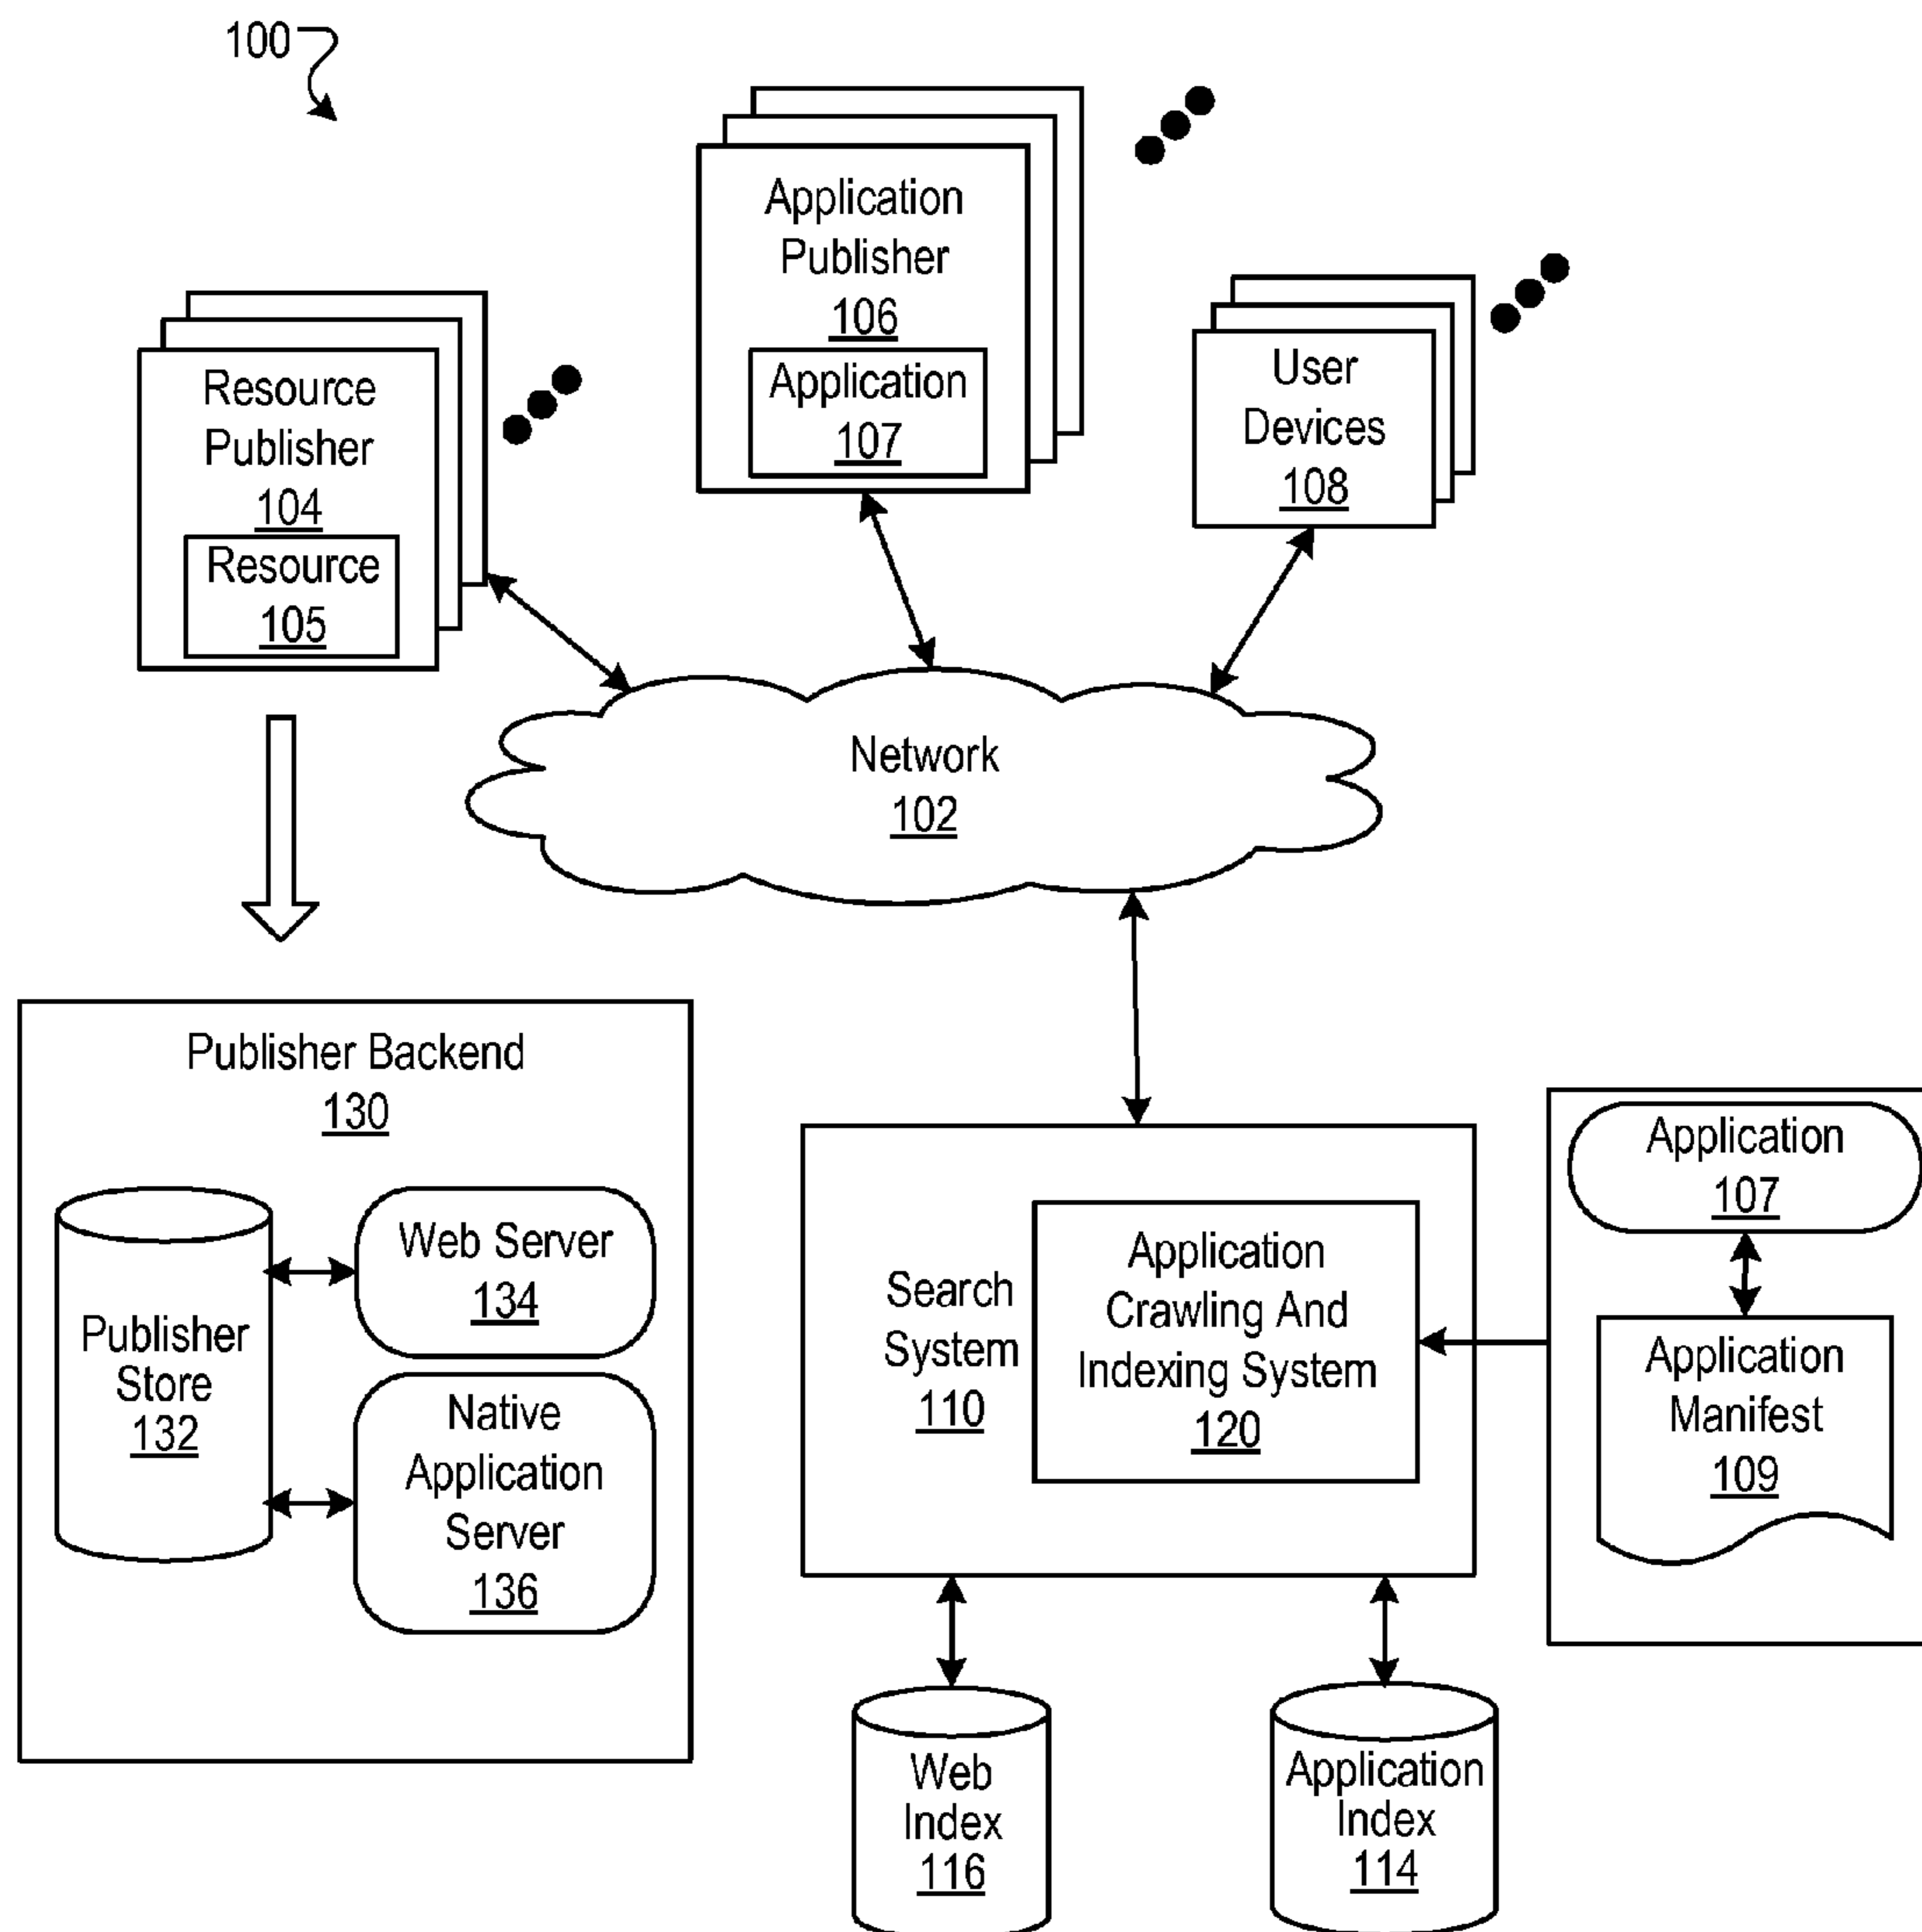 100
Application
Publisher
106
Application
107
User
Devices
108
Resource
Publisher
104
Resource
105
Network
102
Publisher Backend
130
Publisher
Store
132
Web Server
134
Native
Application
Server
136
Search
System
110
Application
Crawling And
Indexing System
120
Application
107
Application
Manifest
109
Web
Index
116
Application
Index
114